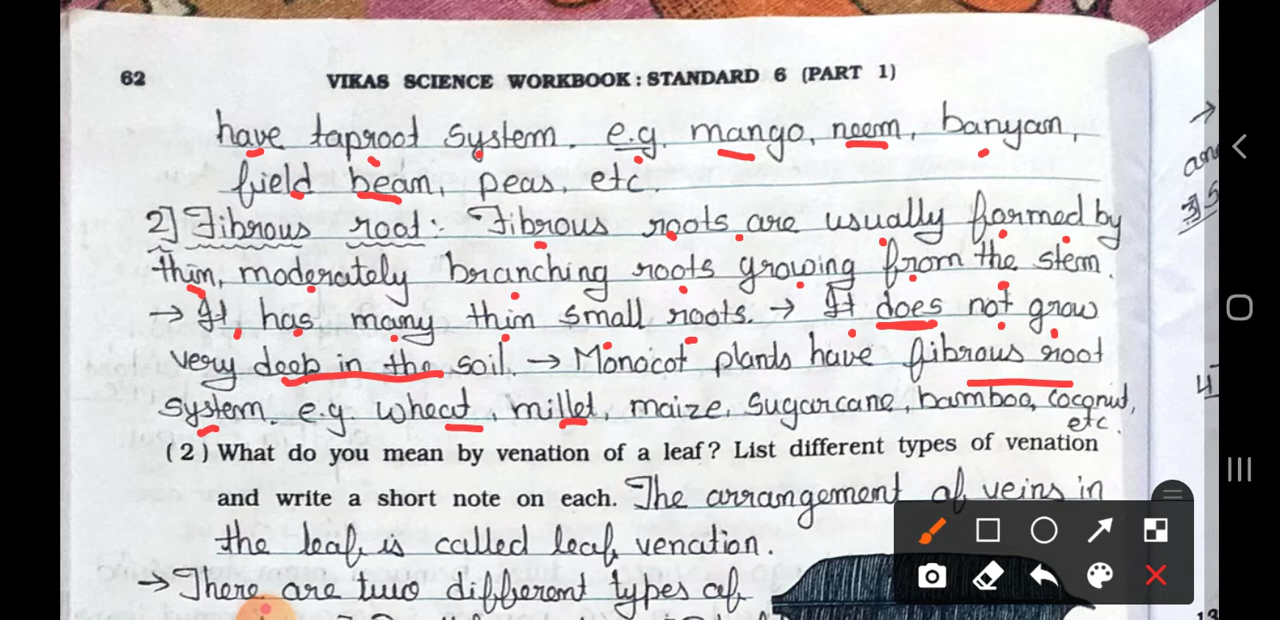 62 VIKAS SCIENCE WORKBOOK : STANDARD 6 (PART 1)
have taproot system. e.g. mango, neem, banyan,
field bean, peas, etc.
2] Fibrous root: Fibrous roots are usually formed by
thin, moderately branching roots growing from the stem.
→ It has many thin small roots. → It does not grow
very deep in the soil. → Monocot plants have fibrous root
system. e.g. wheat, millet, maize, sugarcane, bamboo, coconut,
etc.
(2) What do you mean by venation of a leaf? List different types of venation
and write a short note on each. The arrangement of veins in
the leaf is called leaf venation.
→ There are two different types of